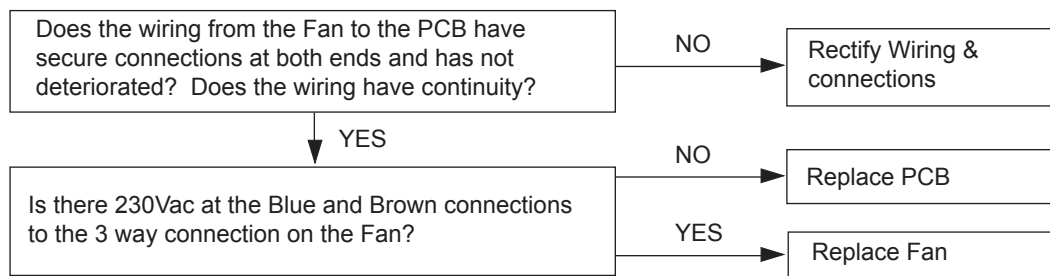 Does the wiring from the Fan to the PCB have
secure connections at both ends and has not
deteriorated? Does the wiring have continuity?
NO
Rectify Wiring &
connections
YES
Is there 230Vac at the Blue and Brown connections
to the 3 way connection on the Fan?
NO
Replace PCB
YES
Replace Fan